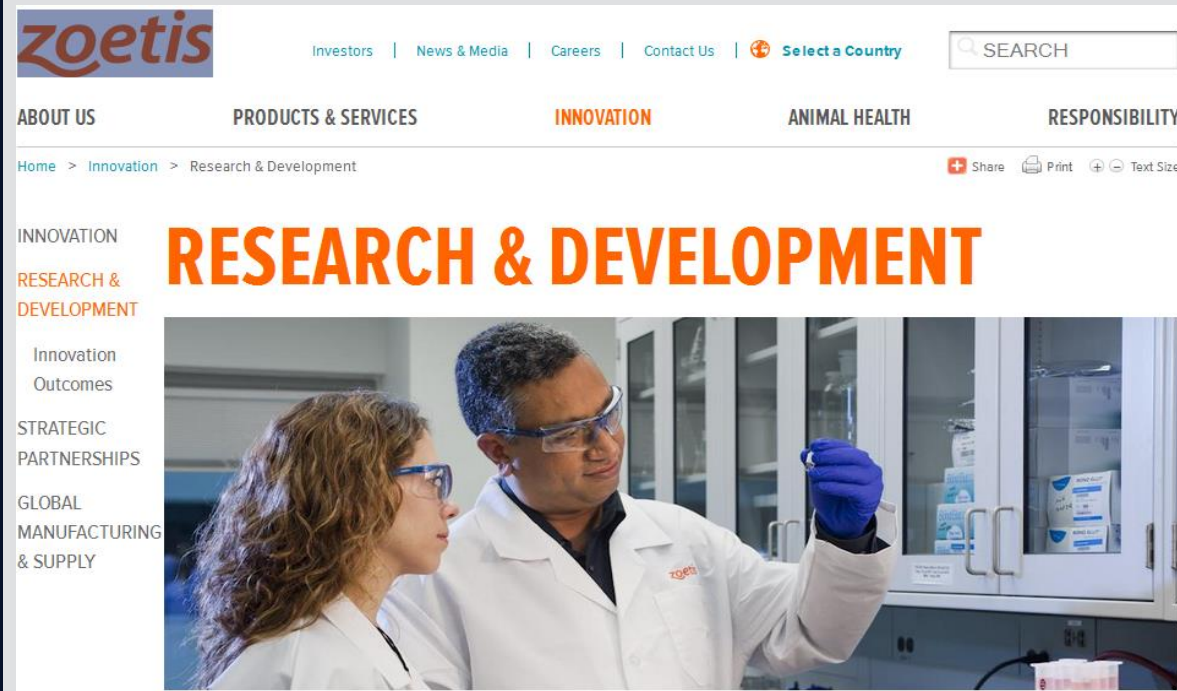 zoetis
Investors | News & Media | Careers | Contact Us | Select a Country
SEARCH
ABOUT US PRODUCTS & SERVICES INNOVATION ANIMAL HEALTH RESPONSIBILITY
Home > Innovation > Research & Development
Share Print Text Size
INNOVATION
RESEARCH &
DEVELOPMENT
Innovation
Outcomes
STRATEGIC
PARTNERSHIPS
GLOBAL
MANUFACTURING
& SUPPLY
RESEARCH & DEVELOPMENT
zoetis